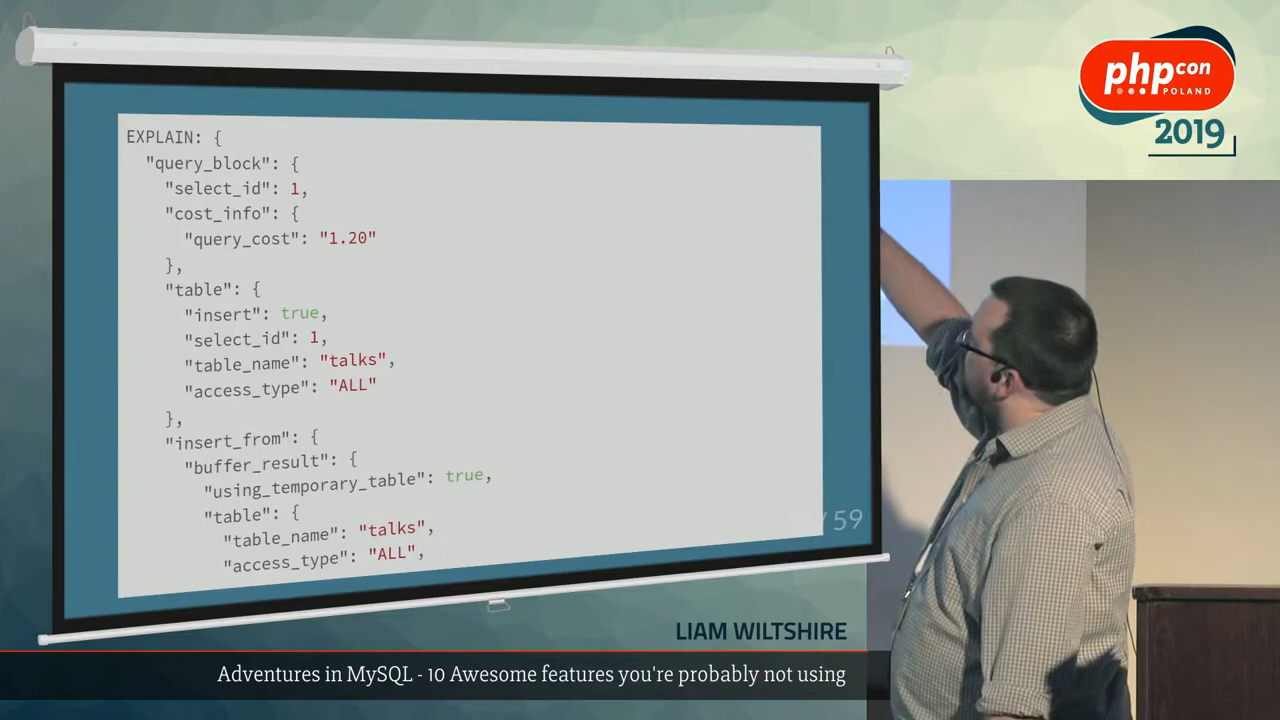 EXPLAIN: {
"query_block": {
"select_id": 1,
"cost_info": {
"query_cost": "1.20"
},
"table": {
"insert": true,
"select_id": 1,
"table_name": "talks",
"access_type": "ALL"
},
"insert_from": {
"buffer_result": {
"using_temporary_table": true,
"table": {
"table_name": "talks",
"access_type": "ALL",
/ 59
phpcon
POLAND
2019
LIAM WILTSHIRE
Adventures in MySQL - 10 Awesome features you're probably not using